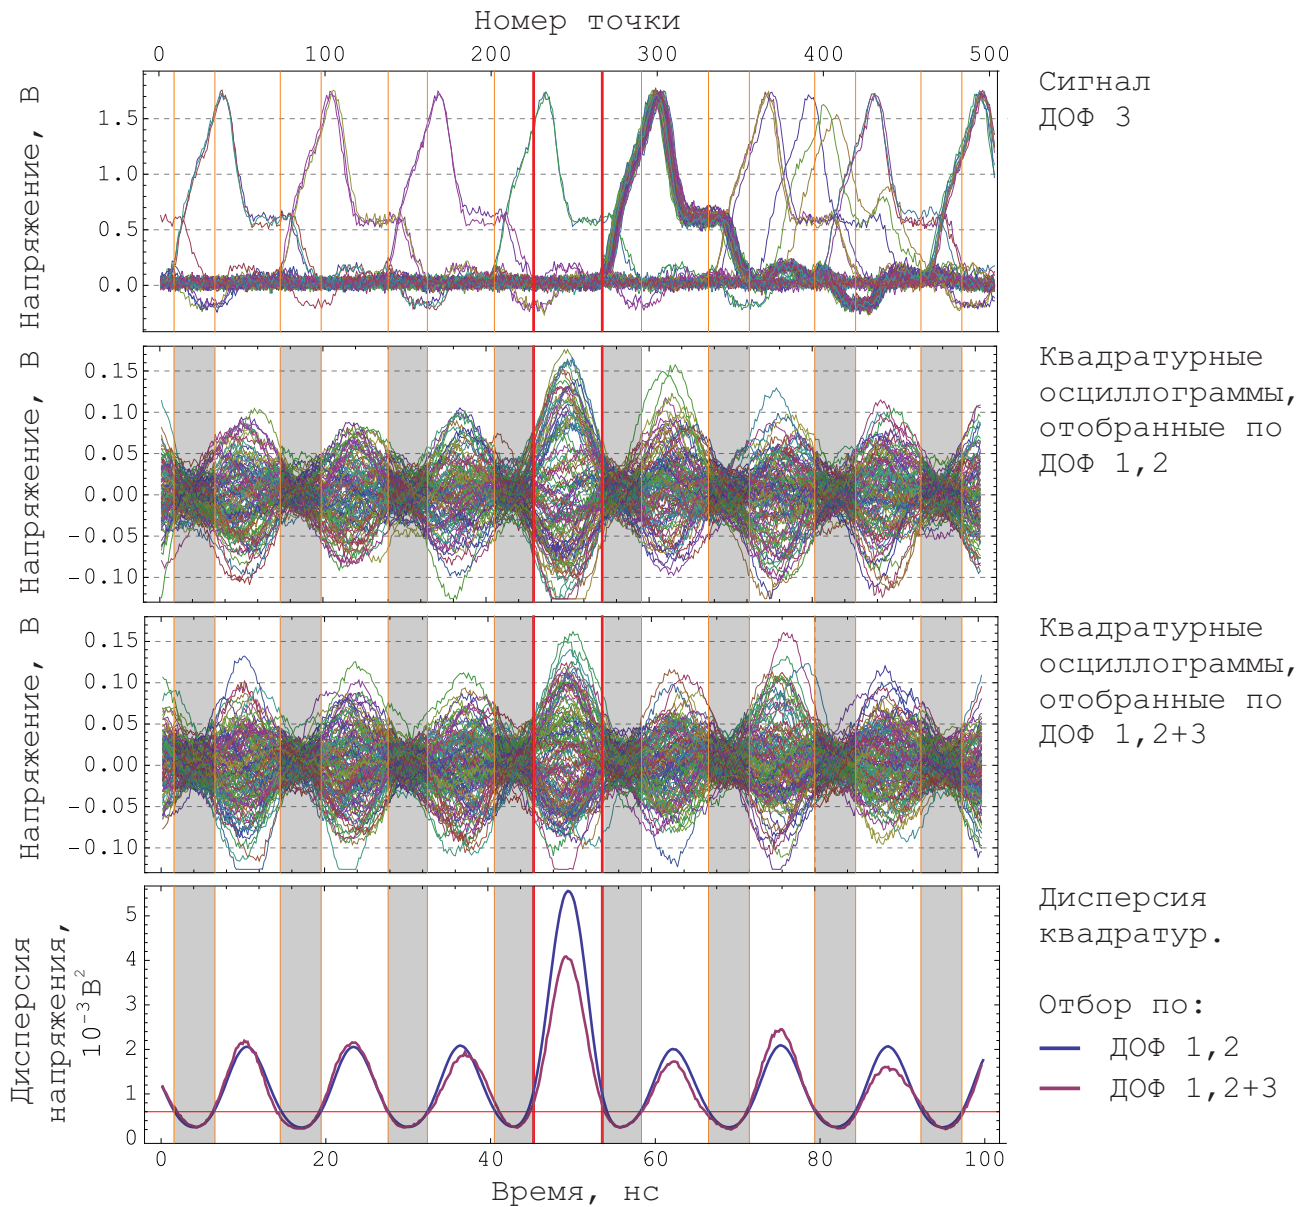 Номер точки
0 100 200 300 400 500
Напряжение, В
1.5
1.0
0.5
0.0
Сигнал
ДОФ 3
Напряжение, В
0.15
0.10
0.05
0.00
-0.05
-0.10
Квадратурные
осциллограммы,
отобранные по
ДОФ 1,2
Напряжение, В
0.15
0.10
0.05
0.00
-0.05
-0.10
Квадратурные
осциллограммы,
отобранные по
ДОФ 1,2+3
Дисперсия
напряжения,
10⁻³В²
5
4
3
2
1
0
Дисперсия
квадратур.
Отбор по:
ДОФ 1,2
ДОФ 1,2+3
0 20 40 60 80 100
Время, нс